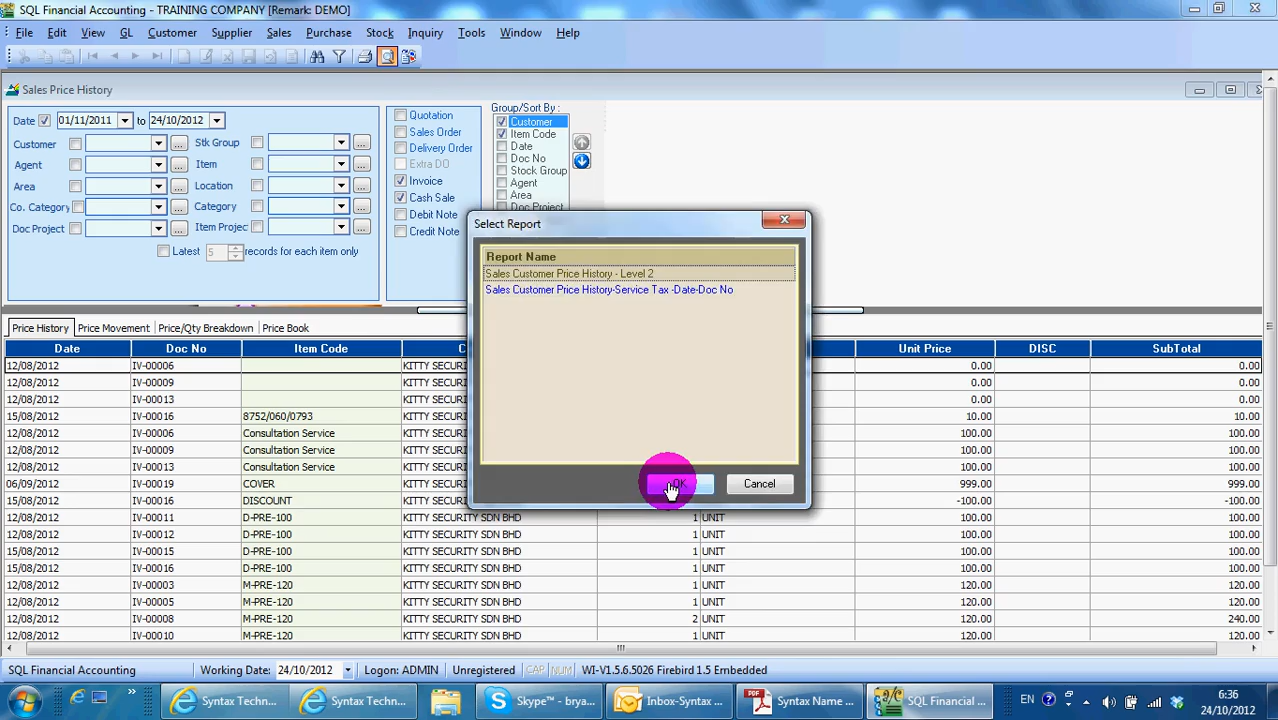 SQL Financial Accounting - TRAINING COMPANY [Remark: DEMO]
File Edit View GL Customer Supplier Sales Purchase Stock Inquiry Tools Window Help
Sales Price History
Date 01/11/2011 to 24/10/2012
Customer Stk Group
Agent Item
Area Location
Co. Category Category
Doc Project Item Projec
Latest 5 records for each item only
Quotation
Sales Order
Delivery Order
Extra DO
Invoice
Cash Sale
Debit Note
Credit Note
Group/Sort By :
Customer
Item Code
Date
Doc No
Stock Group
Agent
Area
Doc Project
Select Report
Report Name
Sales Customer Price History - Level 2
Sales Customer Price History-Service Tax -Date-Doc No
OK Cancel
Price History Price Movement Price/Qty Breakdown Price Book
Date Doc No Item Code C Unit Price DISC SubTotal
12/08/2012 IV-00006 KITTY SECURI 0.00 0.00
12/08/2012 IV-00009 KITTY SECURI 0.00 0.00
12/08/2012 IV-00013 KITTY SECURI 0.00 0.00
15/08/2012 IV-00016 8752/060/0793 KITTY SECURI 10.00 10.00
12/08/2012 IV-00006 Consultation Service KITTY SECURI 100.00 100.00
12/08/2012 IV-00009 Consultation Service KITTY SECURI 100.00 100.00
12/08/2012 IV-00013 Consultation Service KITTY SECURI 100.00 100.00
06/09/2012 IV-00019 COVER KITTY SECURI 999.00 999.00
15/08/2012 IV-00016 DISCOUNT KITTY SECURI -100.00 -100.00
12/08/2012 IV-00011 D-PRE-100 KITTY SECURITY SDN BHD 1 UNIT 100.00 100.00
12/08/2012 IV-00012 D-PRE-100 KITTY SECURITY SDN BHD 1 UNIT 100.00 100.00
15/08/2012 IV-00015 D-PRE-100 KITTY SECURITY SDN BHD 1 UNIT 100.00 100.00
15/08/2012 IV-00016 D-PRE-100 KITTY SECURITY SDN BHD 1 UNIT 100.00 100.00
12/08/2012 IV-00003 M-PRE-120 KITTY SECURITY SDN BHD 1 UNIT 120.00 120.00
12/08/2012 IV-00005 M-PRE-120 KITTY SECURITY SDN BHD 1 UNIT 120.00 120.00
12/08/2012 IV-00008 M-PRE-120 KITTY SECURITY SDN BHD 2 UNIT 120.00 240.00
12/08/2012 IV-00010 M-PRE-120 KITTY SECURITY SDN BHD 1 UNIT 120.00 120.00
SQL Financial Accounting Working Date: 24/10/2012 Logon: ADMIN Unregistered CAP NUM WI-V1.5.6.5026 Firebird 1.5 Embedded
Syntax Techn... Syntax Techn... Skype™ - brya... Inbox-Syntax ... Syntax Name ... SQL Financial ... EN 6:36
24/10/2012